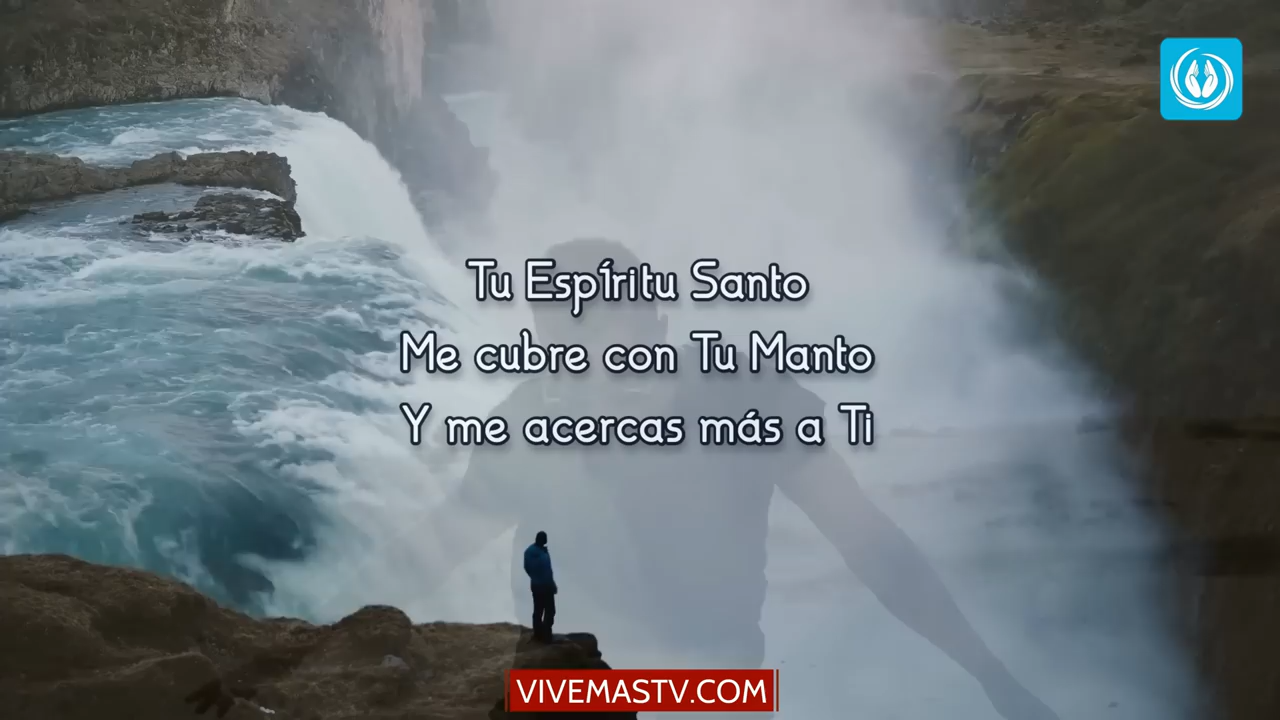 Tu Espíritu Santo
Me cubre con Tu Manto
Y me acercas más a Ti
VIVEMASTV.COM